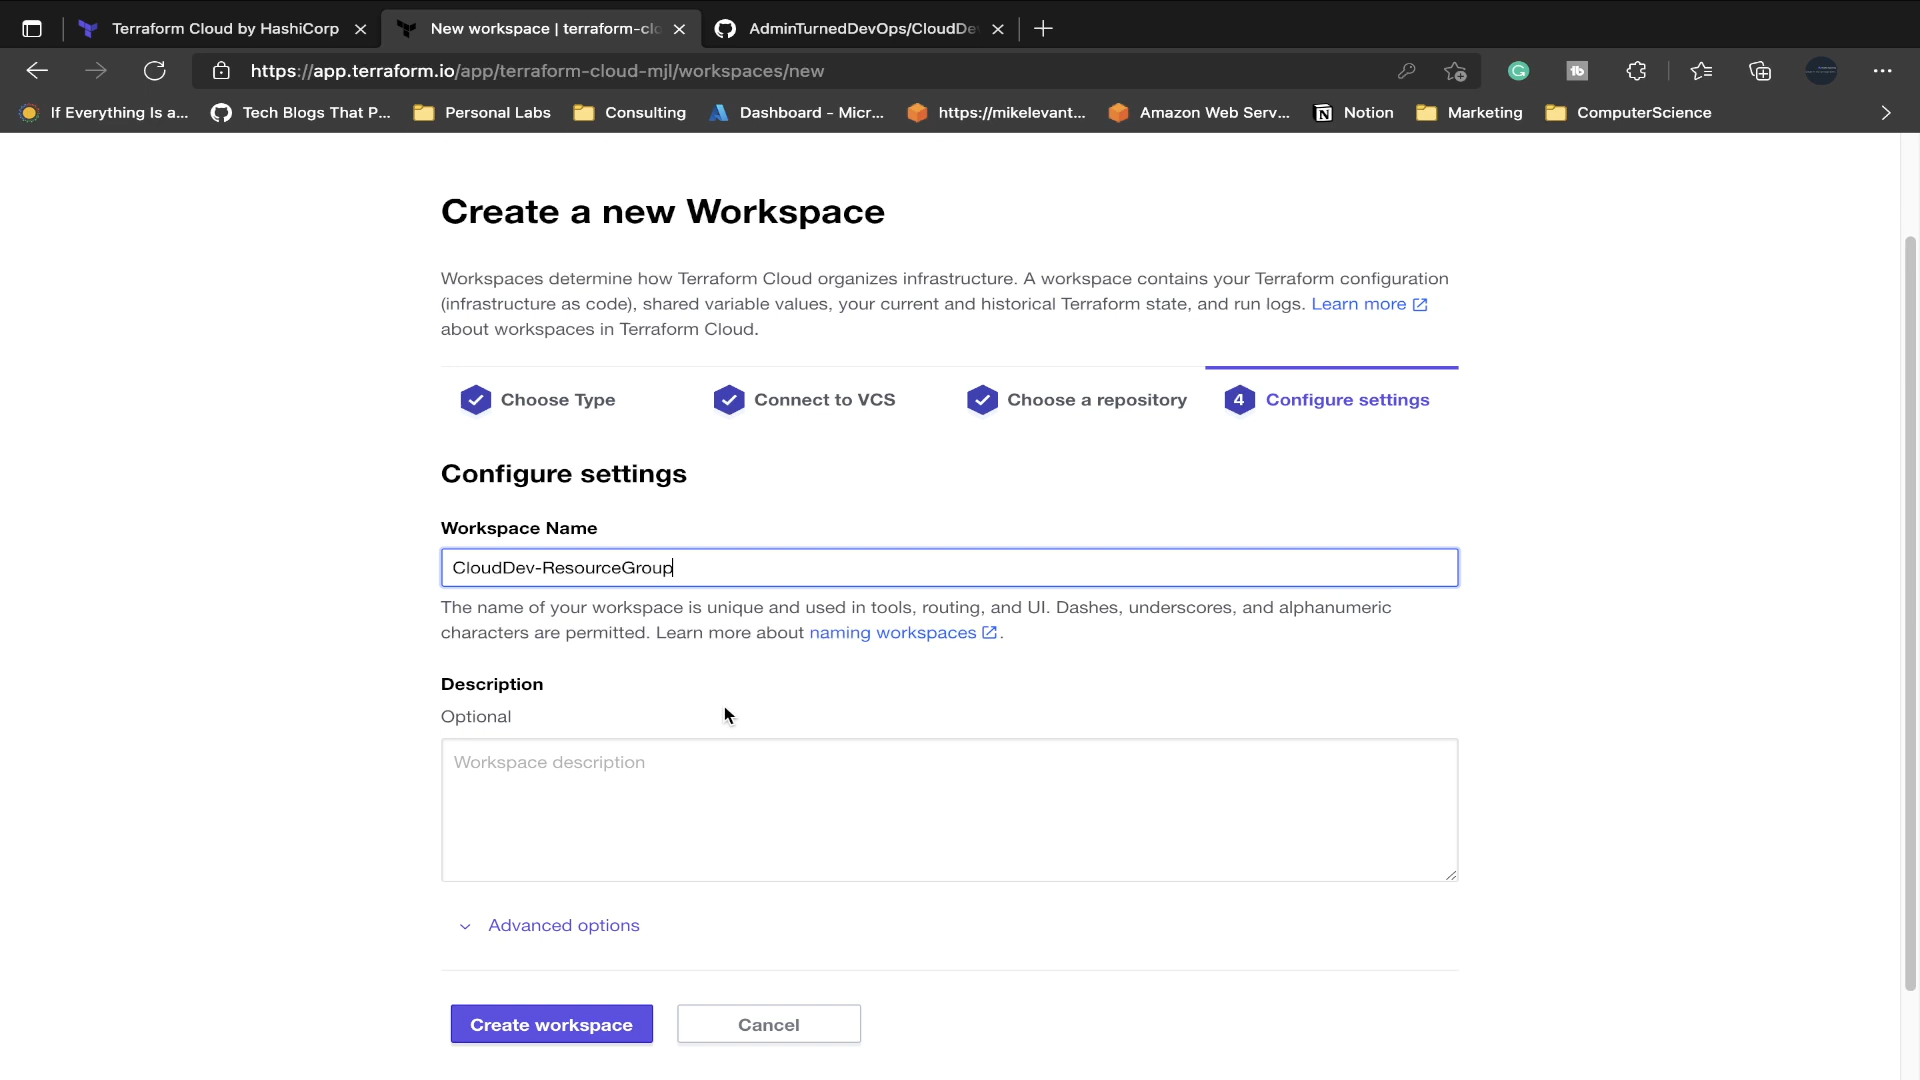 Terraform Cloud by HashiCorp
New workspace | terraform-clo
AdminTurnedDevOps/CloudDe
https://app.terraform.io/app/terraform-cloud-mjl/workspaces/new
If Everything Is a...
Tech Blogs That P...
Personal Labs
Consulting
Dashboard - Micr...
https://mikelevant...
Amazon Web Serv...
Notion
Marketing
ComputerScience
Create a new Workspace
Workspaces determine how Terraform Cloud organizes infrastructure. A workspace contains your Terraform configuration
(infrastructure as code), shared variable values, your current and historical Terraform state, and run logs. Learn more
about workspaces in Terraform Cloud.
Choose Type
Connect to VCS
Choose a repository
4 Configure settings
Configure settings
Workspace Name
CloudDev-ResourceGroup
The name of your workspace is unique and used in tools, routing, and UI. Dashes, underscores, and alphanumeric
characters are permitted. Learn more about naming workspaces .
Description
Optional
Workspace description
Advanced options
Create workspace
Cancel